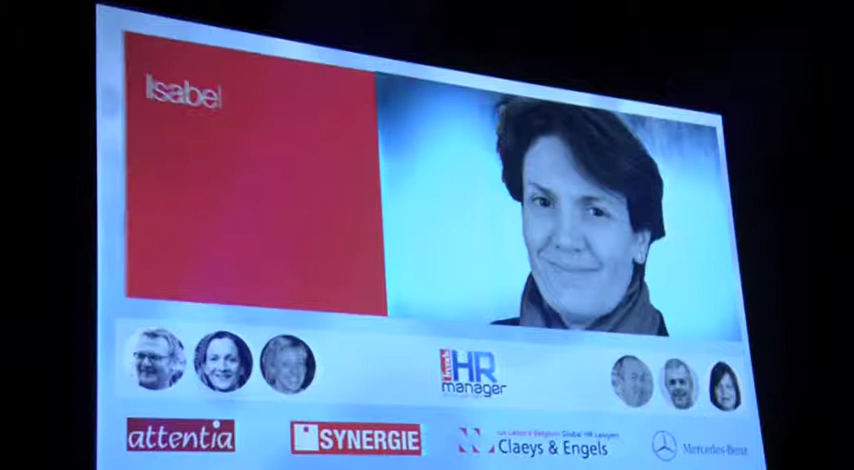 Isabel
HR
manager
attentia
SYNERGIE
Claeys & Engels
Mercedes-Benz